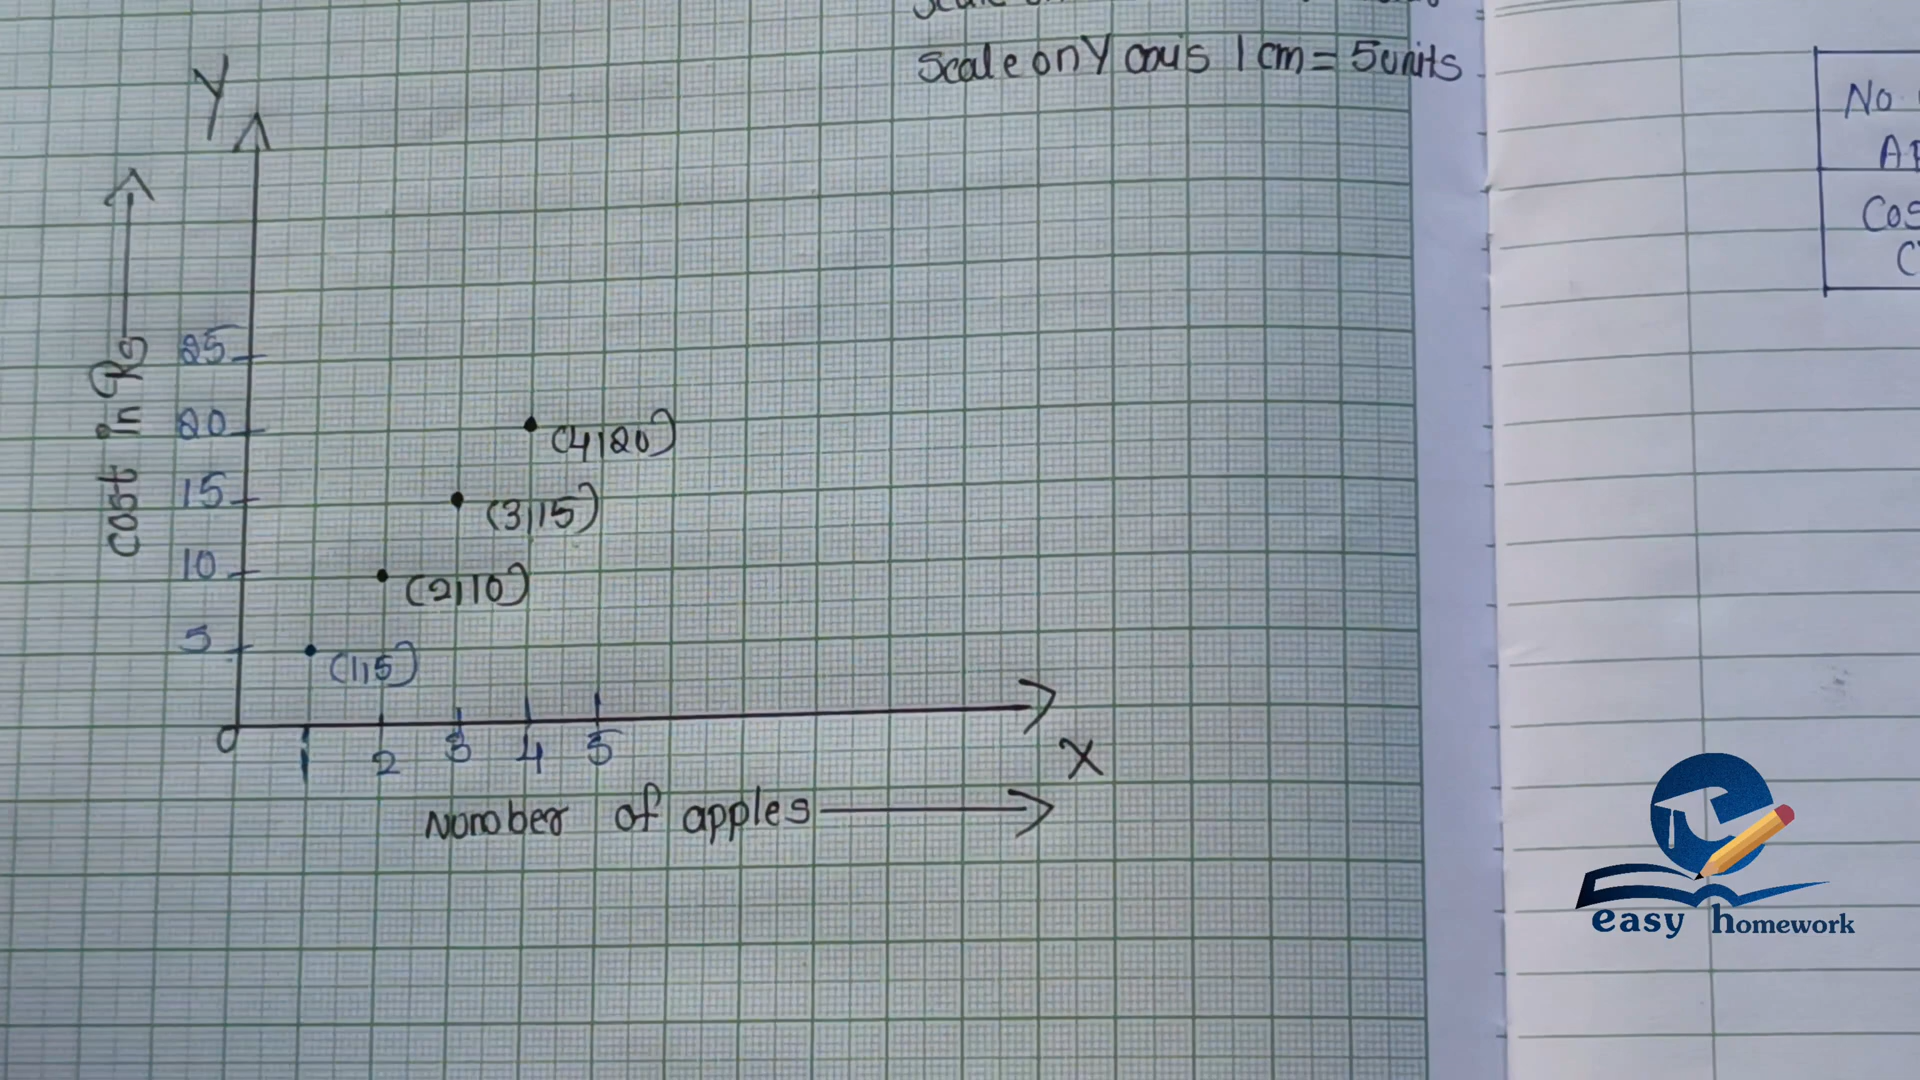 Scale on Y axis 1 cm = 5 units
Y
Cost in Rs
25
20
15
10
5
0
(4,20)
(3,15)
(2,10)
(1,5)
1 2 3 4 5
X
Number of apples
No
Cos
easy homework